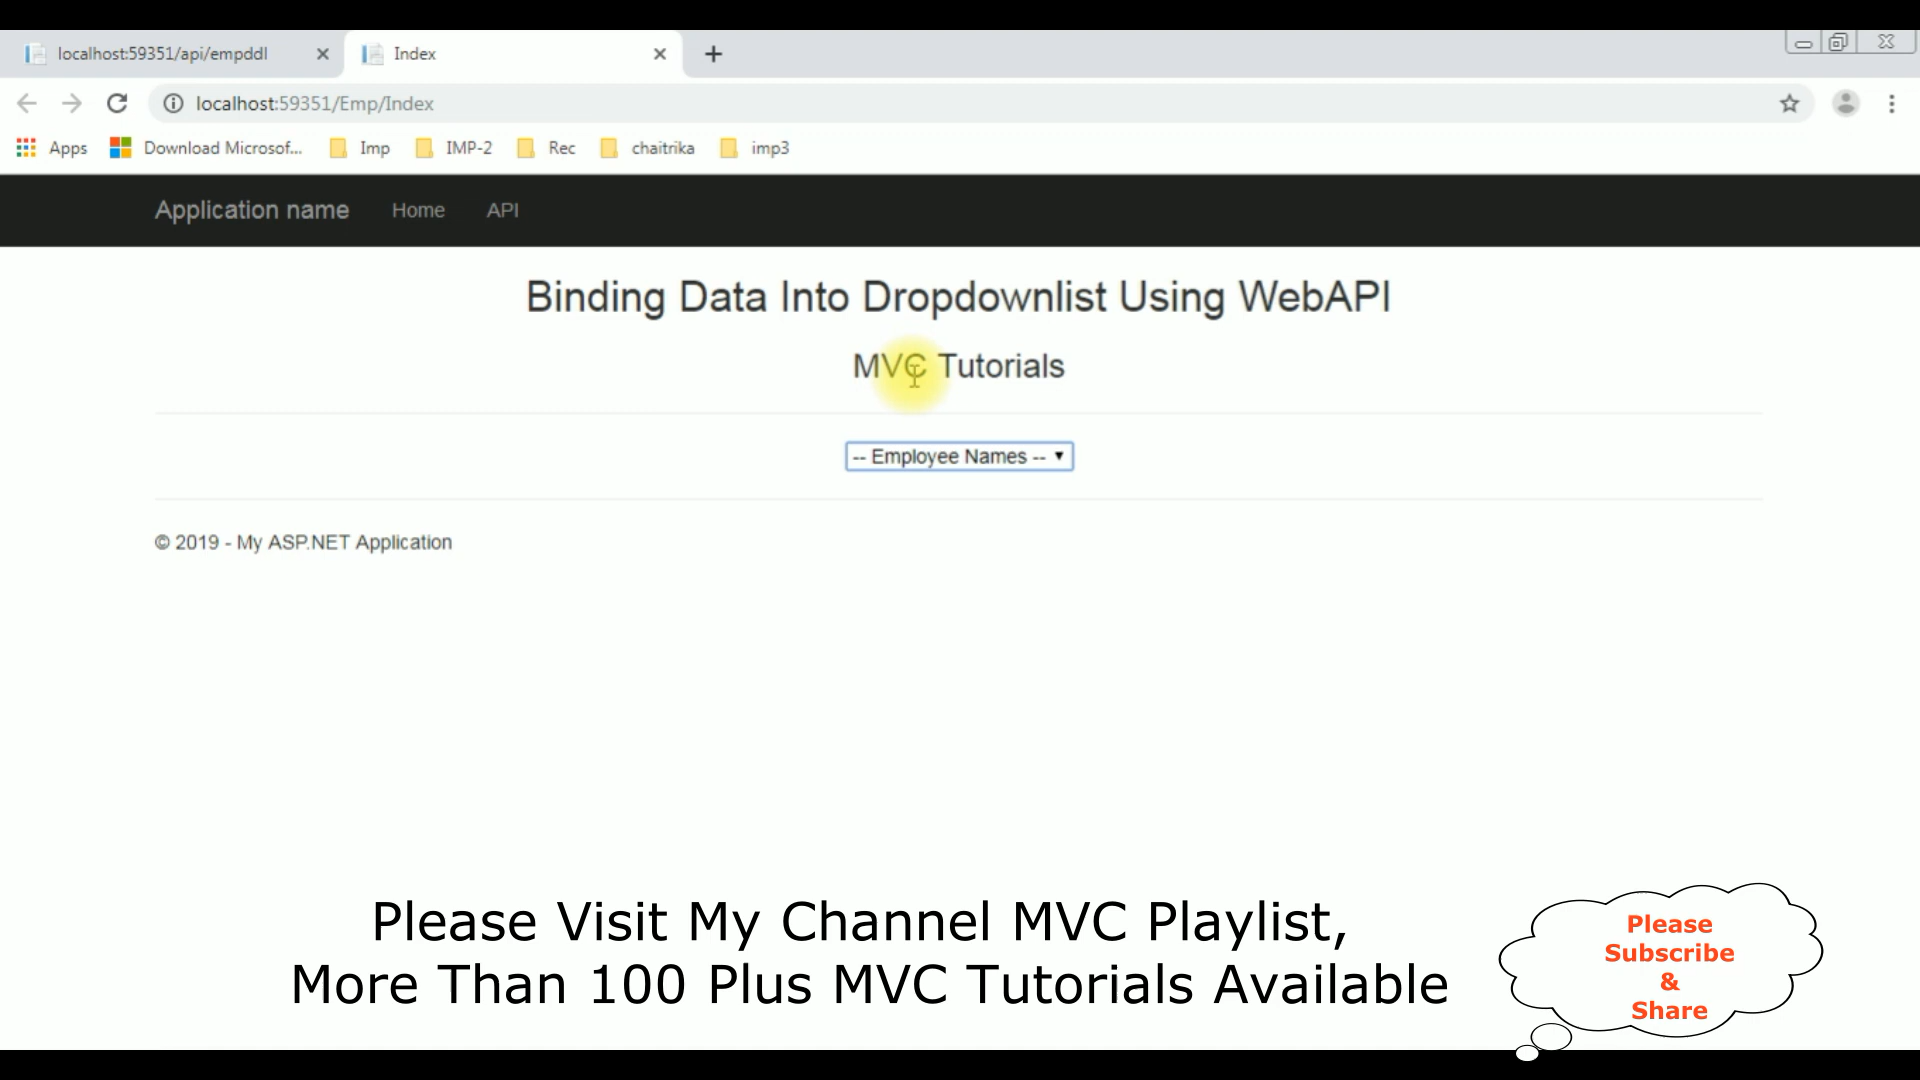 localhost:59351/api/empddl
Index
localhost:59351/Emp/Index
Apps
Download Microsof...
Imp
IMP-2
Rec
chaitrika
imp3
Application name
Home
API
Binding Data Into Dropdownlist Using WebAPI
MVC Tutorials
-- Employee Names --
© 2019 - My ASP.NET Application
Please Visit My Channel MVC Playlist,
More Than 100 Plus MVC Tutorials Available
Please
Subscribe
&
Share